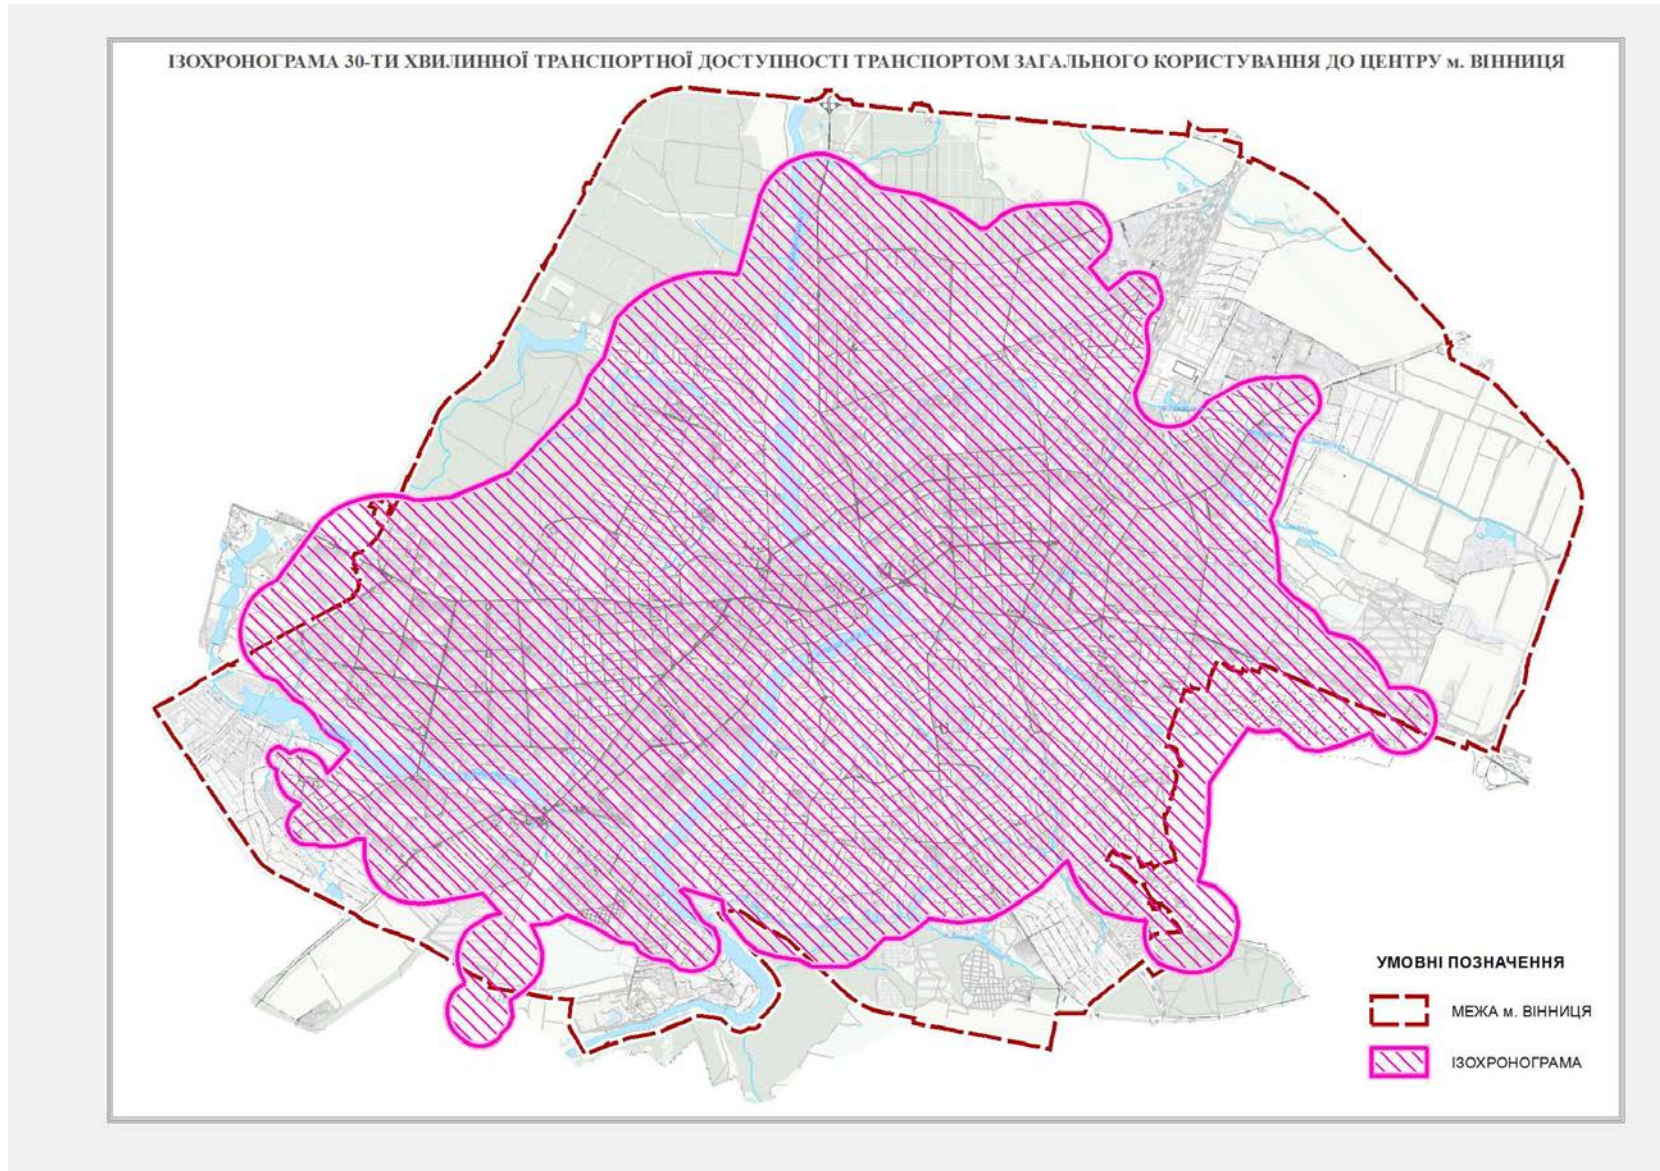 ІЗОХРОНОГРАМА 30-ТИ ХВИЛИННОЇ ТРАНСПОРТНОЇ ДОСТУПНОСТІ ТРАНСПОРТОМ ЗАГАЛЬНОГО КОРИСТУВАННЯ ДО ЦЕНТРУ м. ВІННИЦЯ
УМОВНІ ПОЗНАЧЕННЯ
МЕЖА м. ВІННИЦЯ
ІЗОХРОНОГРАМА